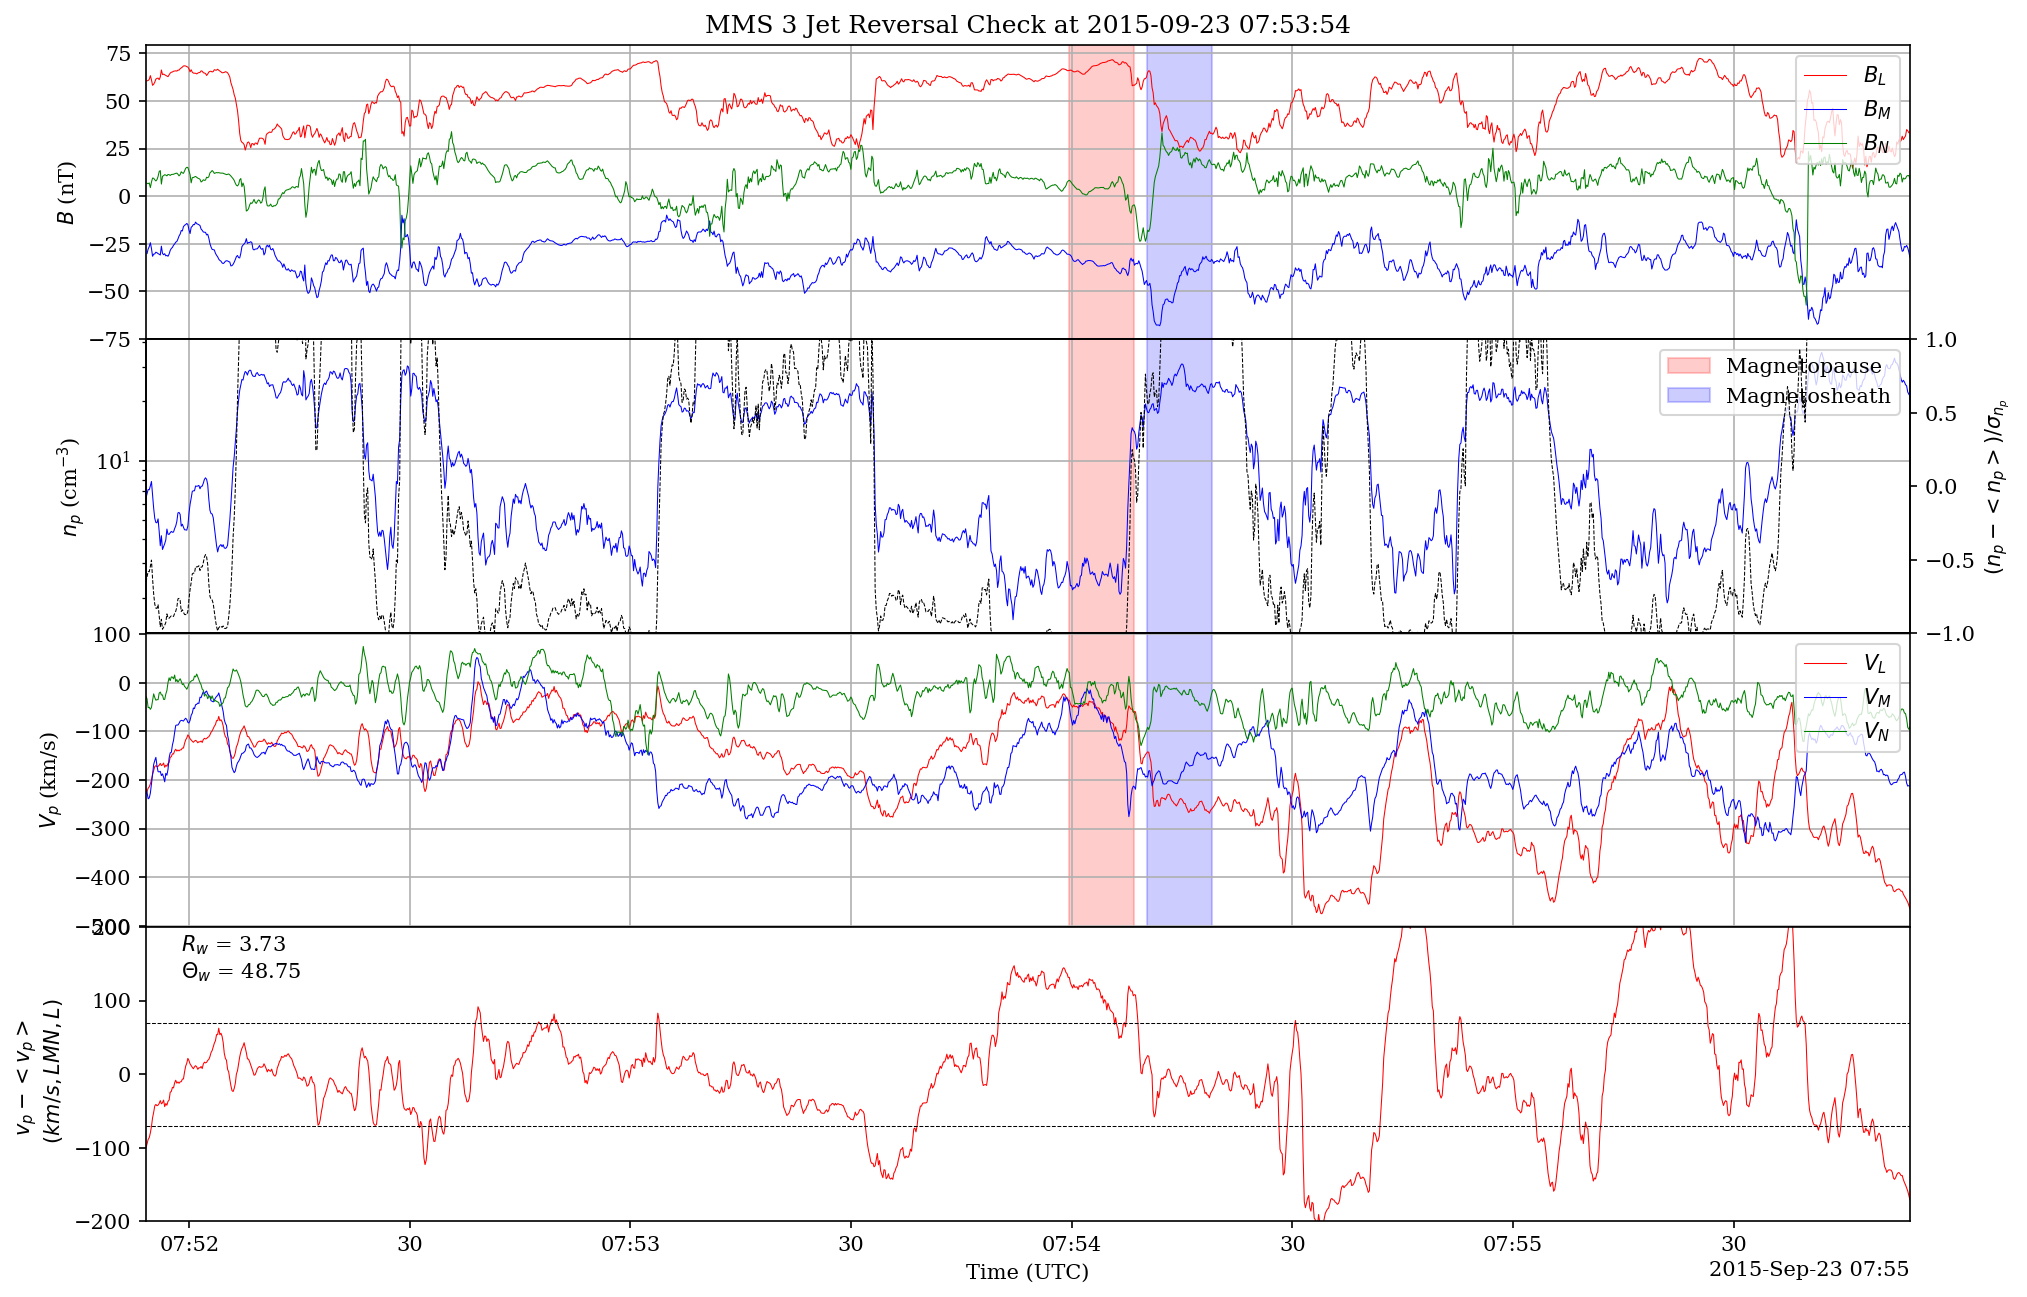 MMS 3 Jet Reversal Check at 2015-09-23 07:53:54
75
50
25
0
−25
−50
−75
B (nT)
B_L
B_M
B_N
10^1
n_p (cm^−3)
1.0
0.5
0.0
−0.5
−1.0
(n_p − < n_p > )/σ_{n_p}
Magnetopause
Magnetosheath
100
0
−100
−200
−300
−400
−500
V_p (km/s)
V_L
V_M
V_N
200
100
0
−100
−200
v_p − < v_p >
(km/s, LMN, L)
R_w = 3.73
Θ_w = 48.75
07:52
30
07:53
30
07:54
30
07:55
30
Time (UTC)
2015-Sep-23 07:55